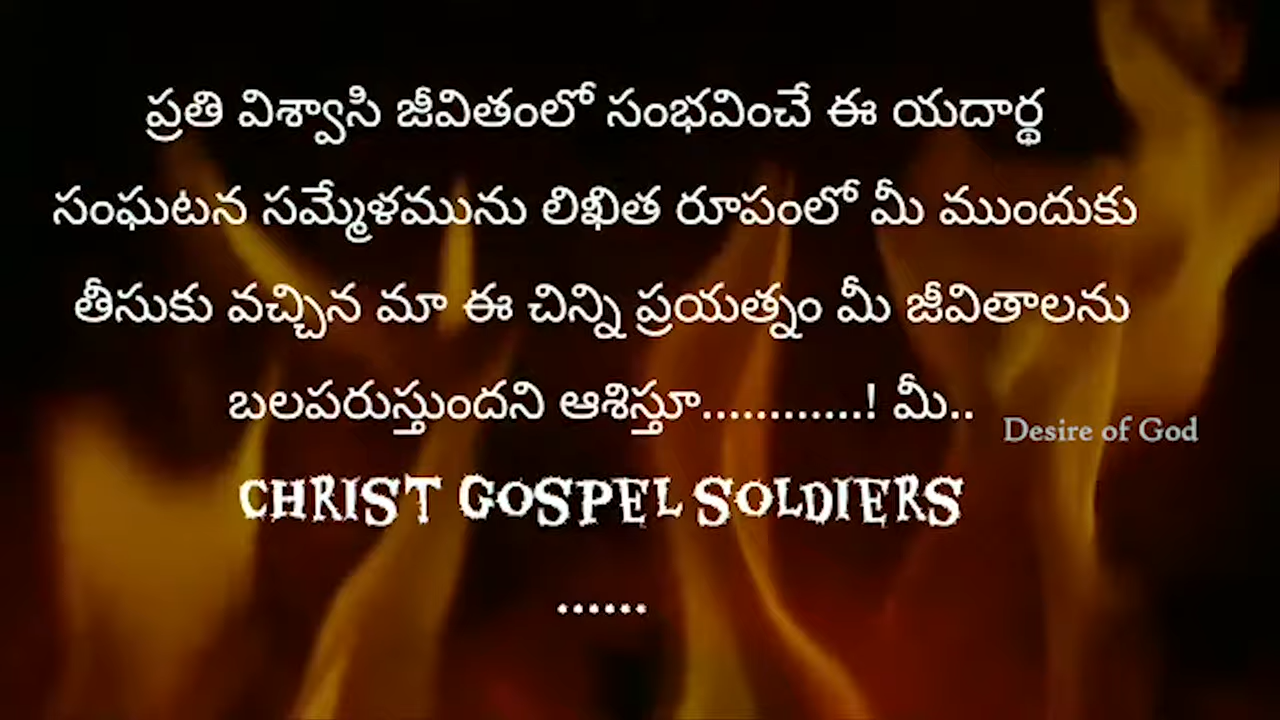 ప్రతి విశ్వాసి జీవితంలో సంభవించే ఈ యదార్థ
సంఘటన సమ్మేళమును లిఖిత రూపంలో మీ ముందుకు
తీసుకు వచ్చిన మా ఈ చిన్ని ప్రయత్నం మీ జీవితాలను
బలపరుస్తుందని ఆశిస్తూ............! మీ..
Desire of God
CHRIST GOSPEL SOLDIERS
......